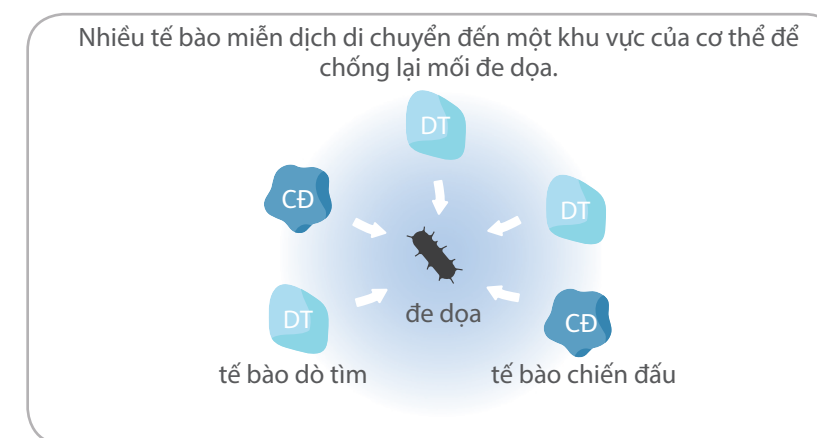 Nhiều tế bào miễn dịch di chuyển đến một khu vực của cơ thể để
chống lại mối đe dọa.
DT
CĐ
DT
đe dọa
DT
CĐ
tế bào dò tìm
tế bào chiến đấu